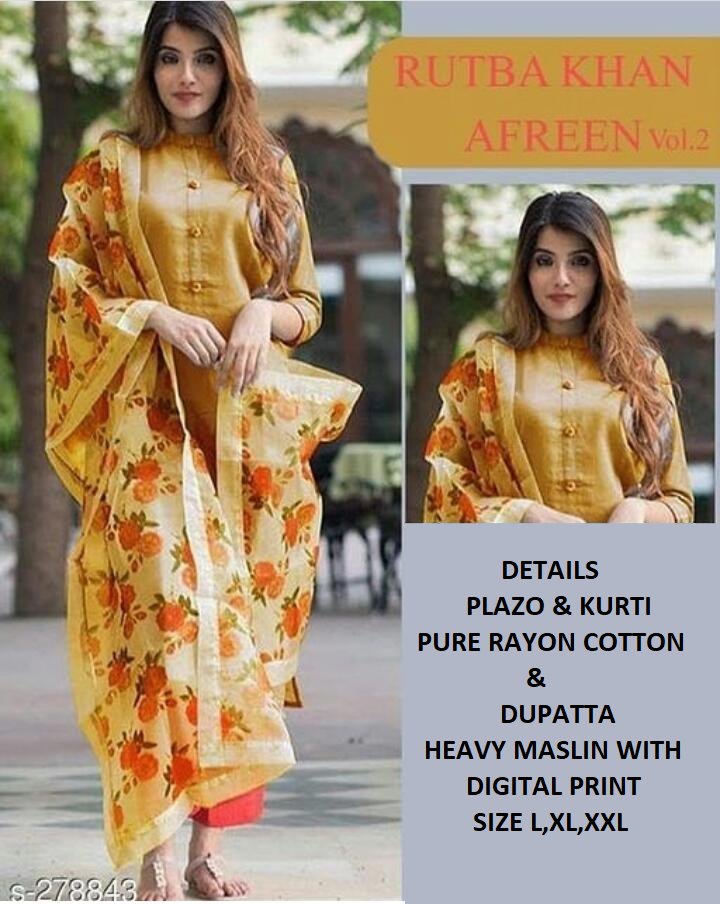 RUTBA KHAN
AFREEN Vol.2
DETAILS
PLAZO & KURTI
PURE RAYON COTTON
&
DUPATTA
HEAVY MASLIN WITH
DIGITAL PRINT
SIZE L,XL,XXL
s-278843